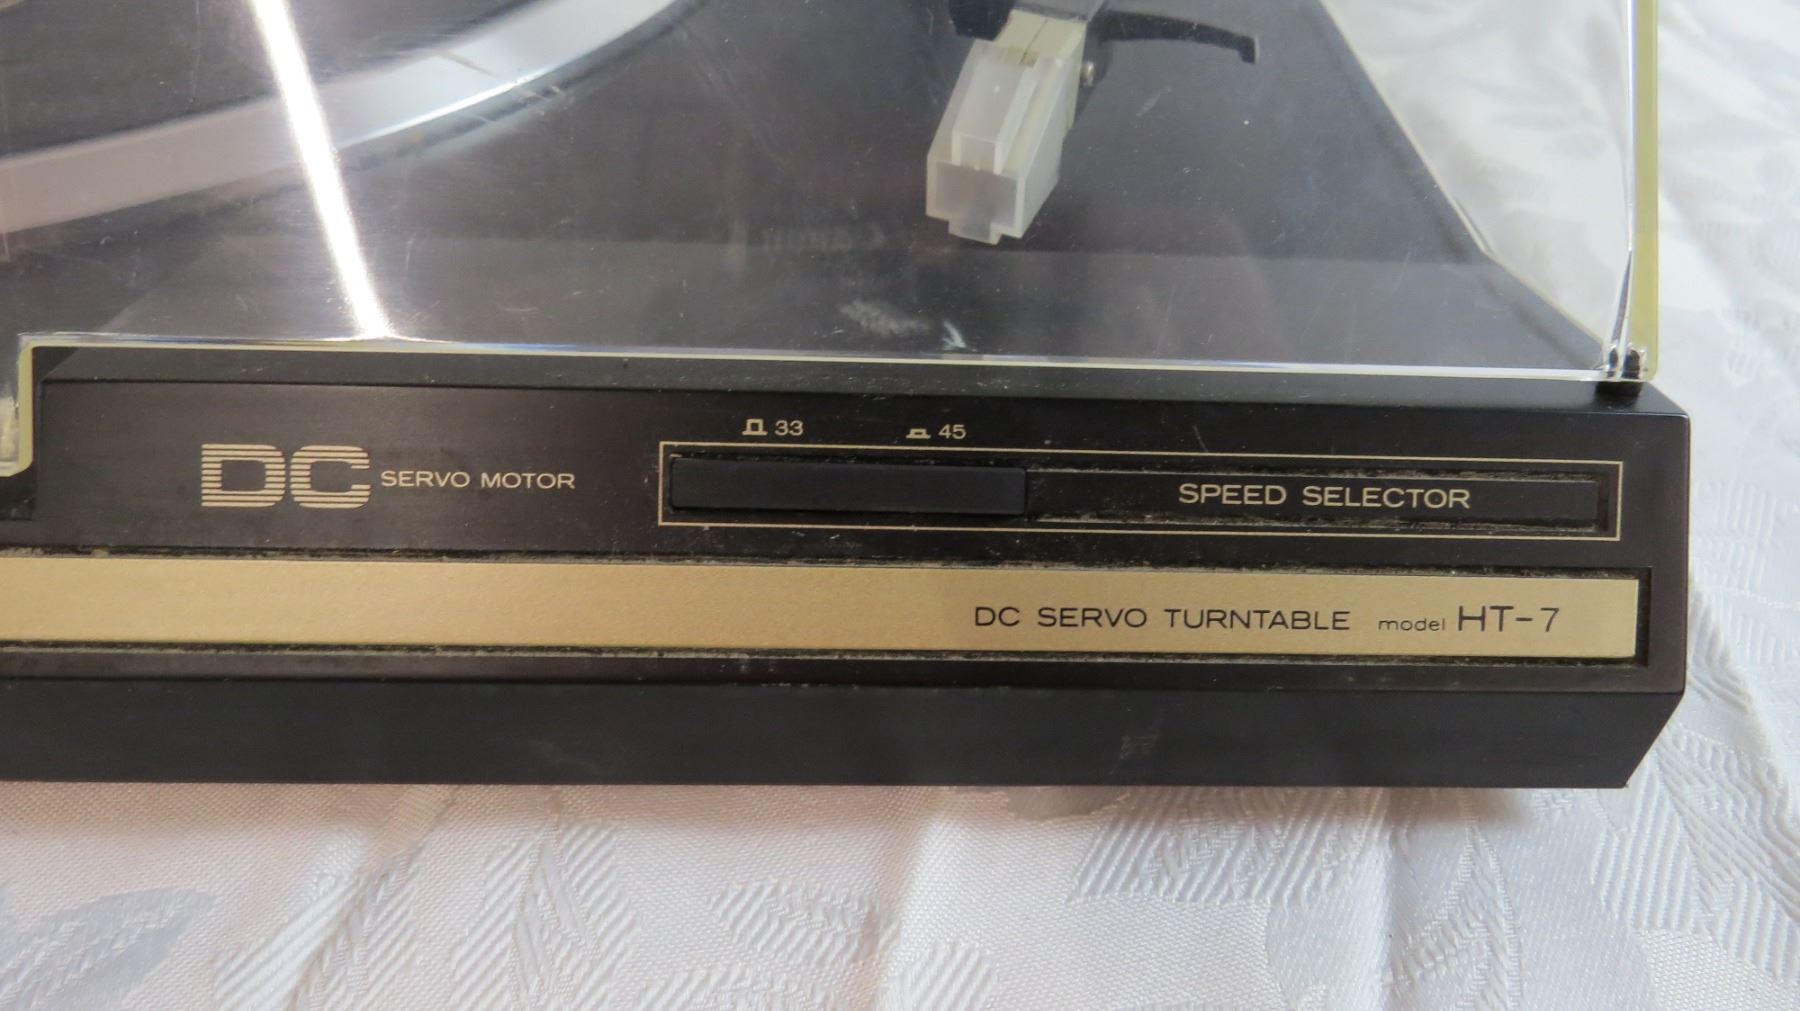 33 45
DC SERVO MOTOR
SPEED SELECTOR
DC SERVO TURNTABLE model HT-7